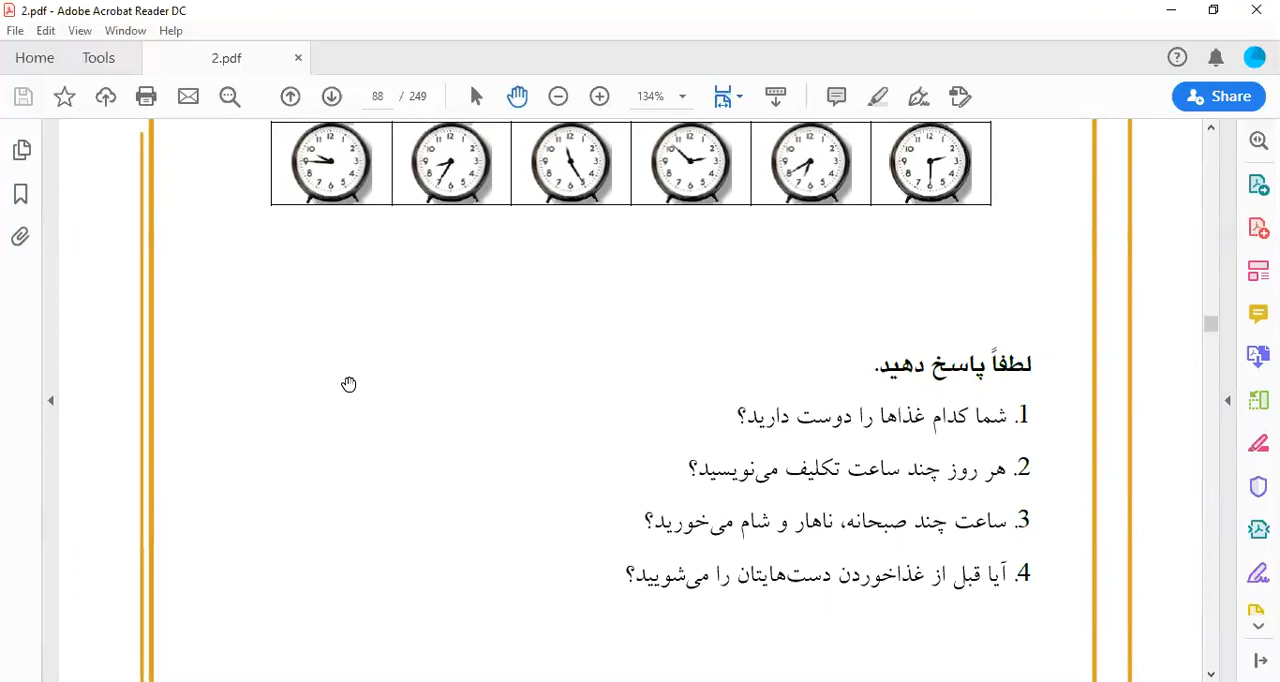 2.pdf - Adobe Acrobat Reader DC
File Edit View Window Help
Home Tools 2.pdf
88 / 249 134% Share
لطفاً پاسخ دهید.
1. شما کدام غذاها را دوست دارید؟
2. هر روز چند ساعت تکلیف می‌نویسید؟
3. ساعت چند صبحانه، ناهار و شام می‌خورید؟
4. آیا قبل از غذاخوردن دست‌هایتان را می‌شویید؟